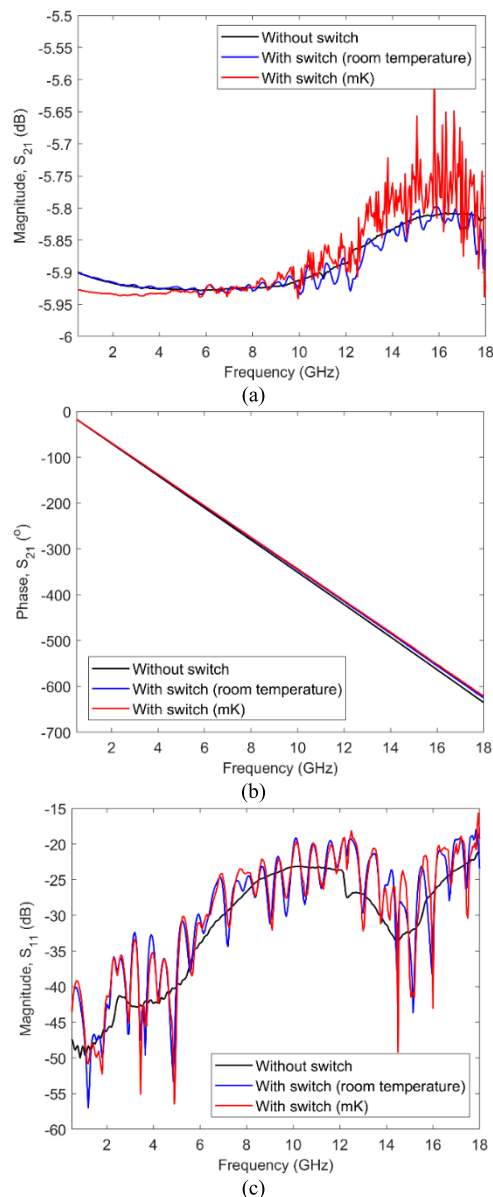 -5.5
-5.55
-5.6
-5.65
-5.7
-5.75
-5.8
-5.85
-5.9
-5.95
-6
Magnitude, S21 (dB)
Without switch
With switch (room temperature)
With switch (mK)
2 4 6 8 10 12 14 16 18
Frequency (GHz)
(a)
0
-100
-200
-300
-400
-500
-600
-700
Phase, S21 (°)
Without switch
With switch (room temperature)
With switch (mK)
2 4 6 8 10 12 14 16 18
Frequency (GHz)
(b)
-15
-20
-25
-30
-35
-40
-45
-50
-55
-60
Magnitude, S11 (dB)
Without switch
With switch (room temperature)
With switch (mK)
2 4 6 8 10 12 14 16 18
Frequency (GHz)
(c)